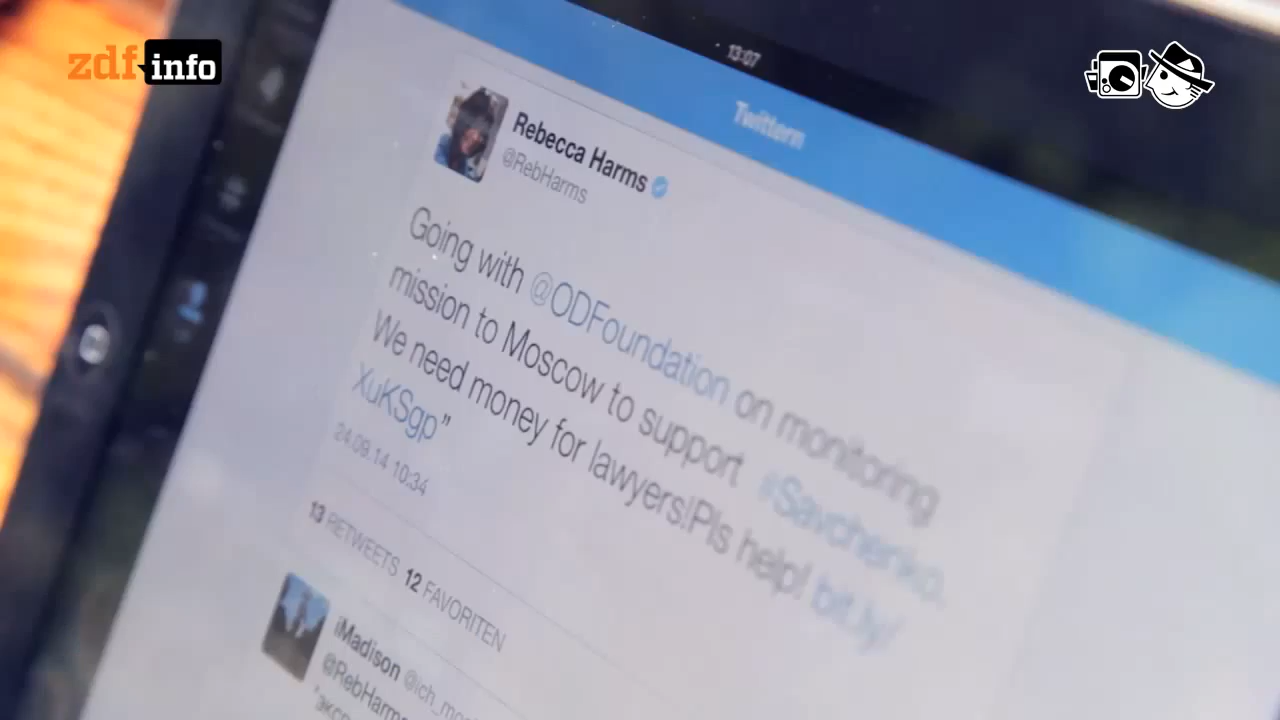 zdf info
13:07
Twittern
Rebecca Harms
@RebHarms
Going with @ODFoundation on monitoring
mission to Moscow to support #Savchenko.
We need money for lawyers!Pls help! bit.ly/
XuKSgp”
24.09.14 10:34
13 RETWEETS 12 FAVORITEN
iMadison
@RebHarms